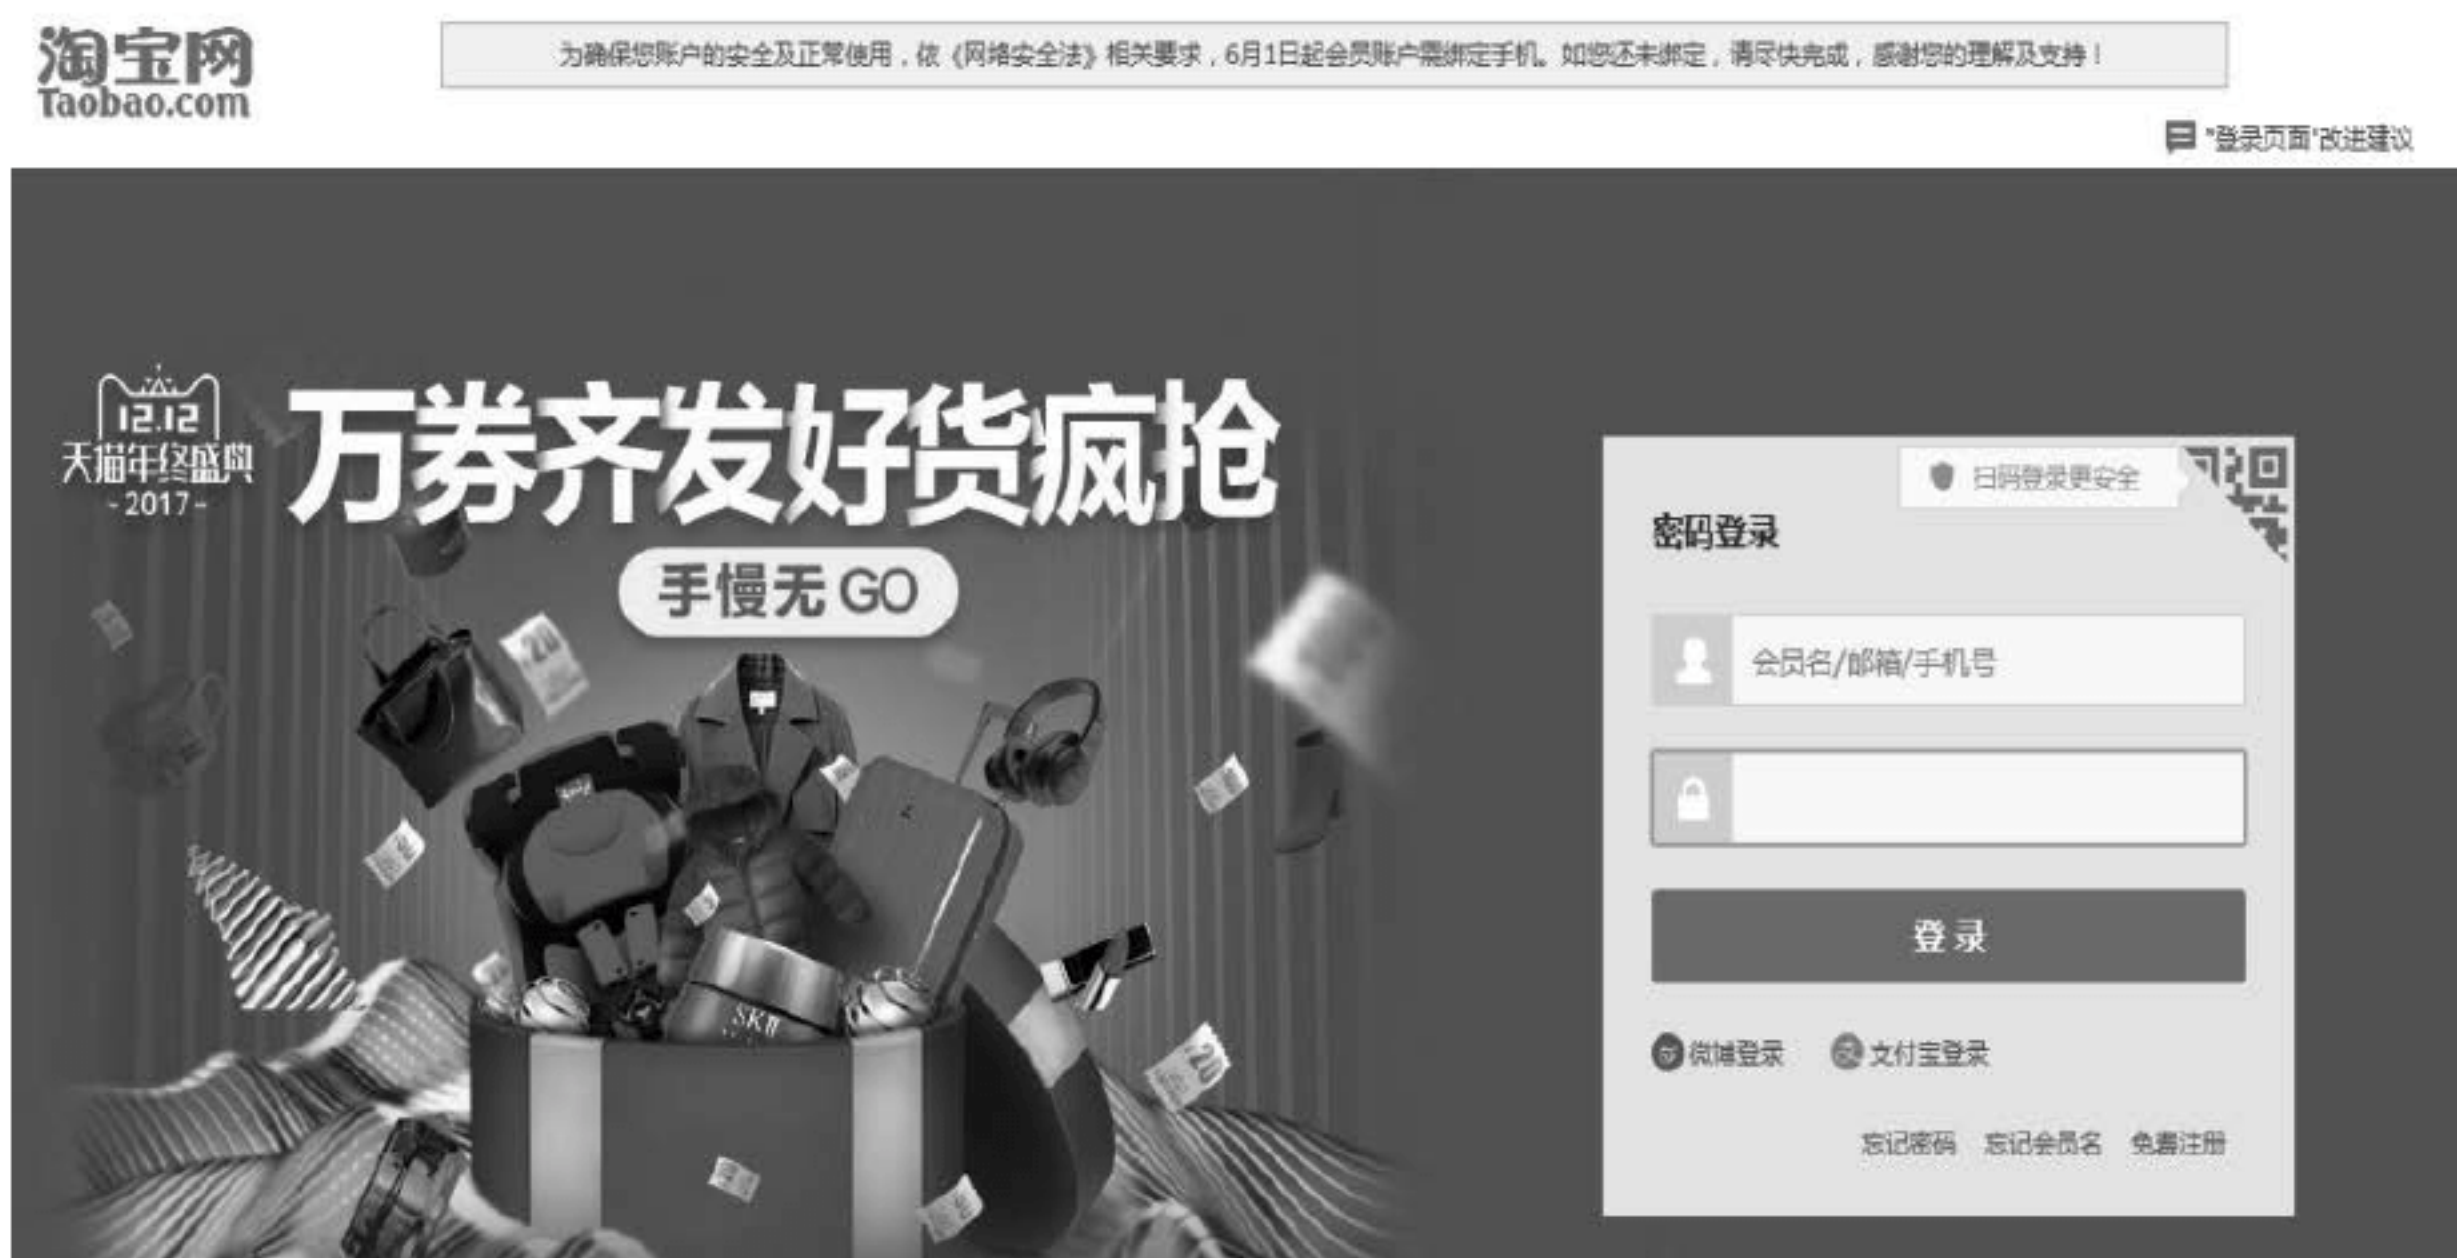 淘宝网
Taobao.com
为确保您账户的安全及正常使用，依《网络安全法》相关要求，6月1日起会员账户需绑定手机。如您还未绑定，请尽快完成，感谢您的理解及支持！
"登录页面"改进建议
12.12
天猫年终盛典
-2017-
万券齐发好货疯抢
手慢无 GO
扫码登录更安全
密码登录
会员名/邮箱/手机号
登录
微博登录 支付宝登录
忘记密码 忘记会员名 免费注册
20
SK II
20